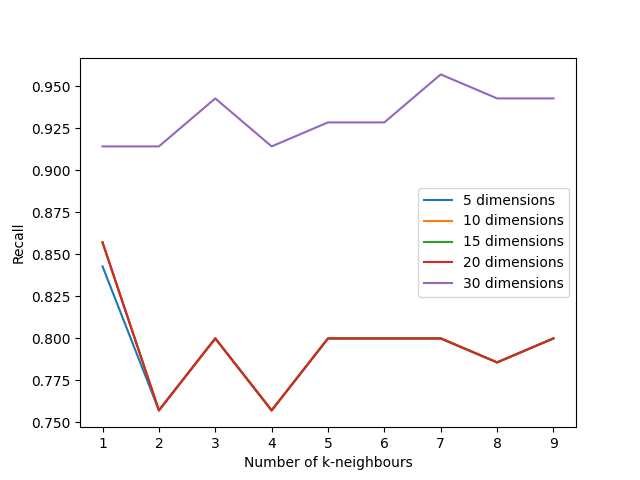 0.950
0.925
0.900
0.875
0.850
0.825
0.800
0.775
0.750
Recall
5 dimensions
10 dimensions
15 dimensions
20 dimensions
30 dimensions
1 2 3 4 5 6 7 8 9
Number of k-neighbours